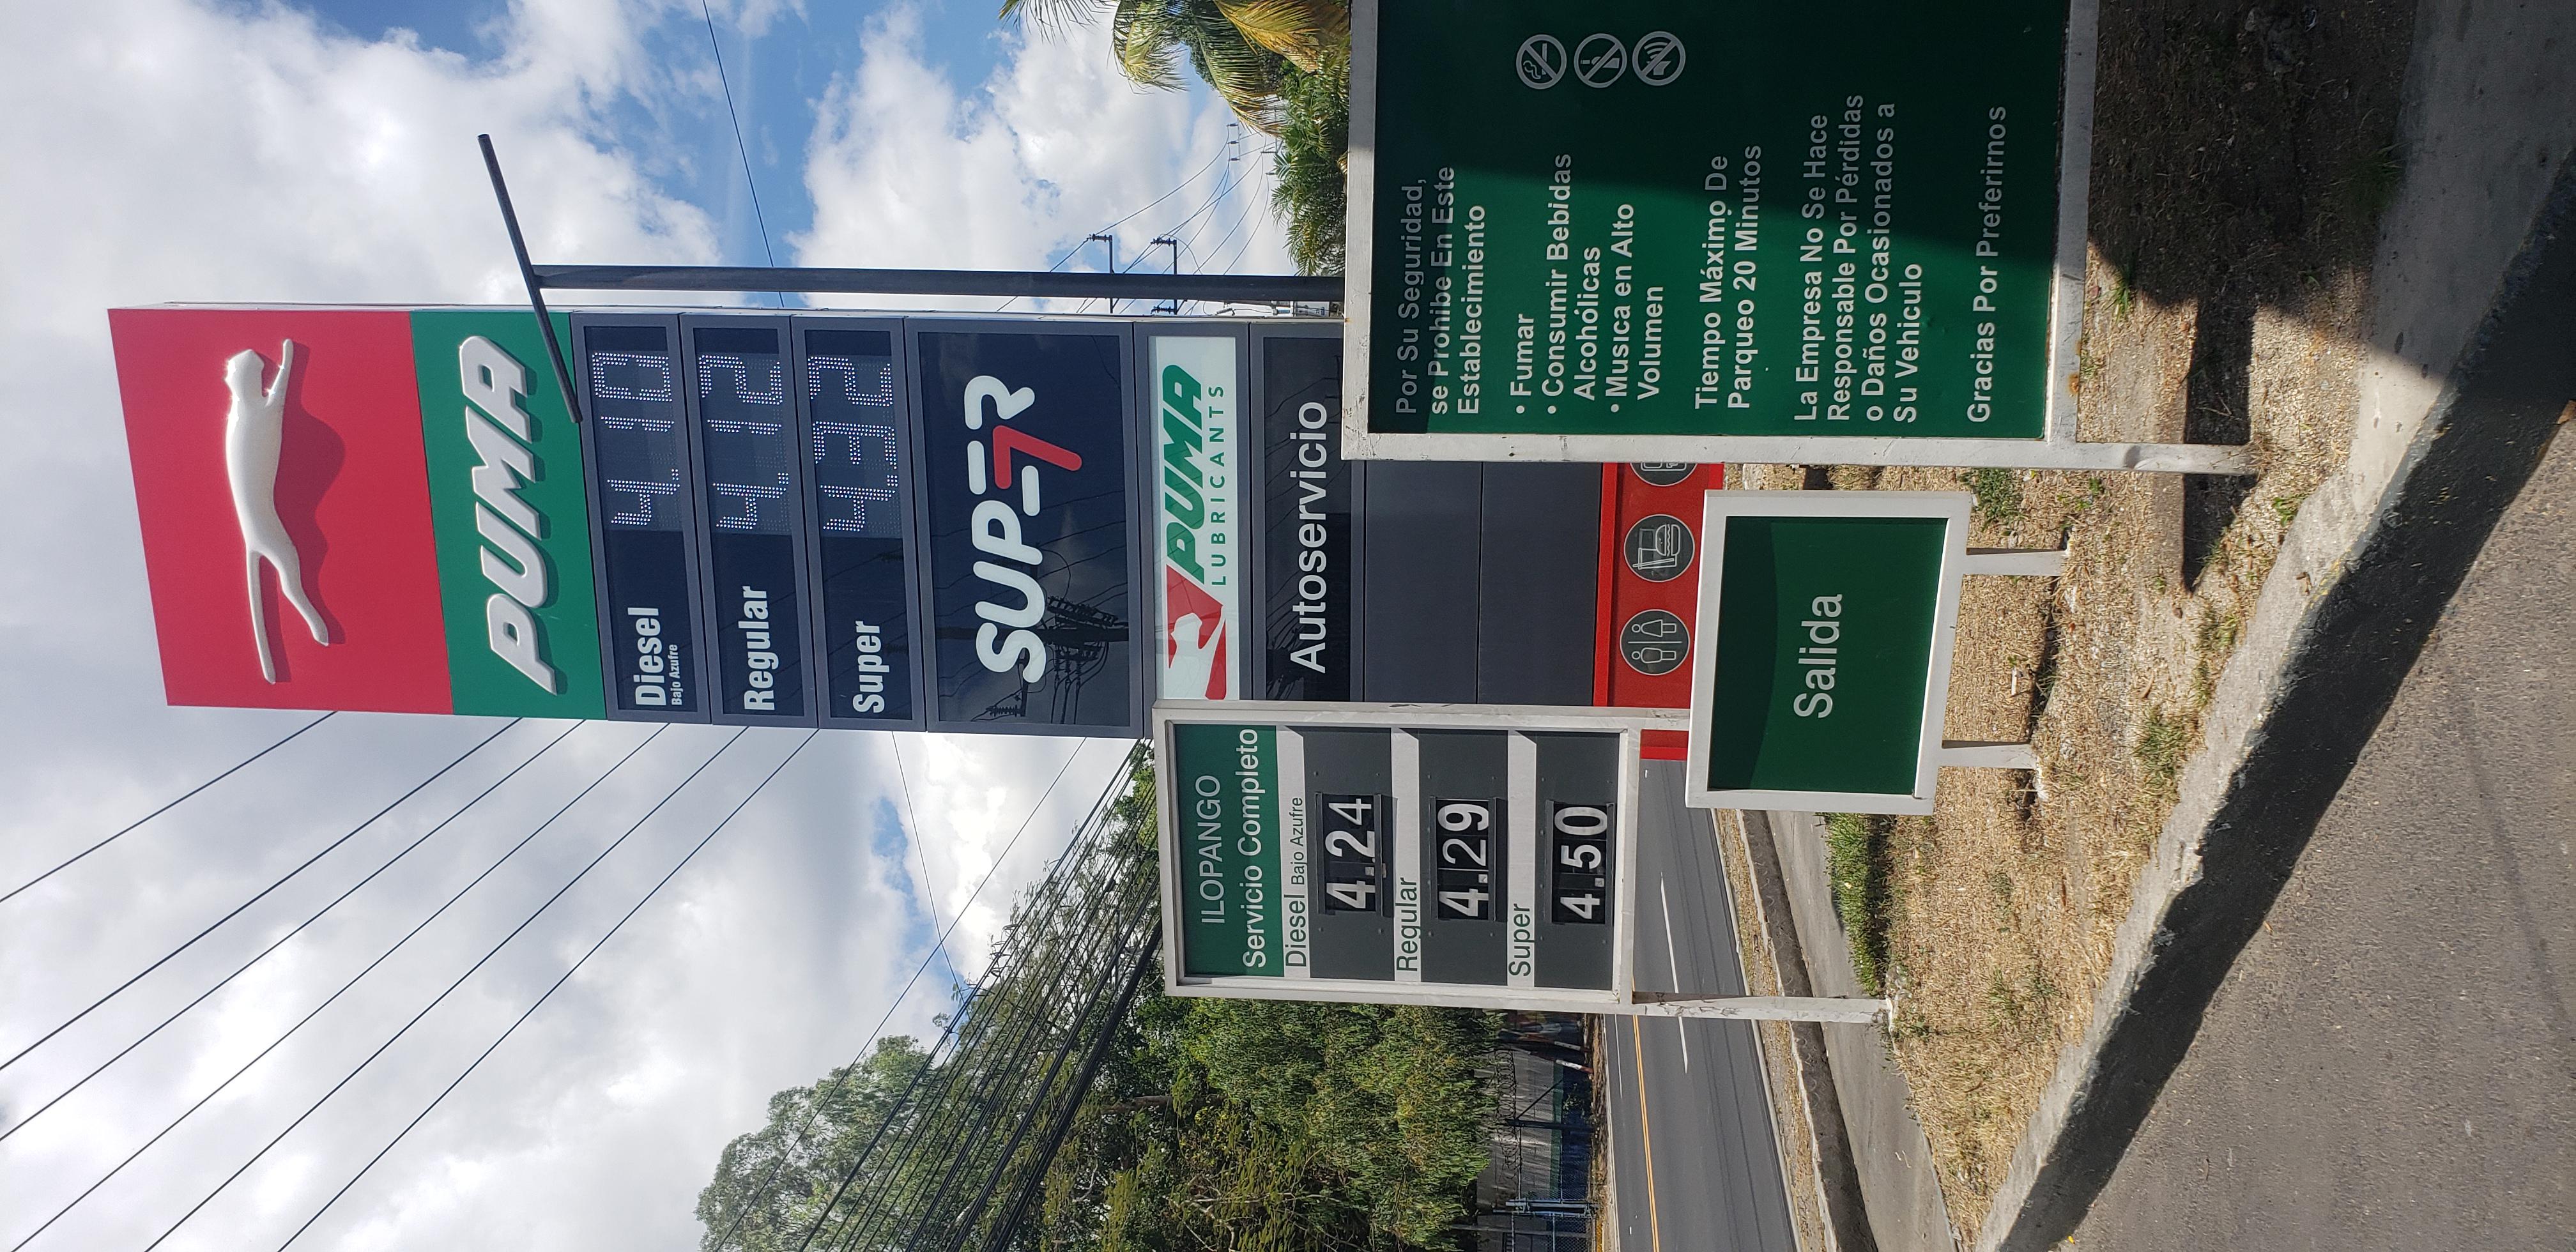 PUMA
Diesel 4.10
Bajo Azufre
Regular 4.12
Super 4.32
SUPER 7
PUMA
LUBRICANTS
Autoservicio
ILOPANGO
Servicio Completo
Diesel Bajo Azufre
4.24
Regular
4.29
Super
4.50
Salida
Por Su Seguridad,
se Prohibe En Este
Establecimiento
• Fumar
• Consumir Bebidas
Alcohólicas
• Musica en Alto
Volumen
Tiempo Máximo De
Parqueo 20 Minutos
La Empresa No Se Hace
Responsable Por Pérdidas
o Daños Ocasionados a
Su Vehiculo
Gracias Por Preferirnos